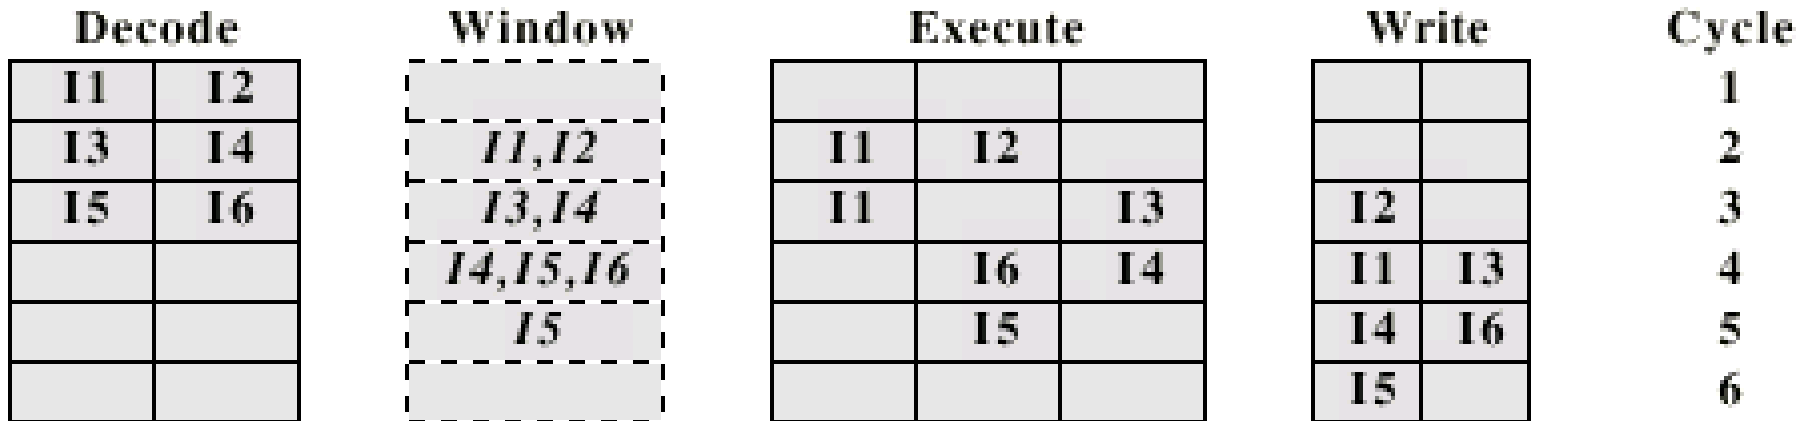 Decode Window Execute Write Cycle
I1 I2 1
I3 I4 I1,I2 I1 I2 2
I5 I6 I3,I4 I1 I3 I2 3
I4,I5,I6 I6 I4 I1 I3 4
I5 I5 I4 I6 5
I5 6